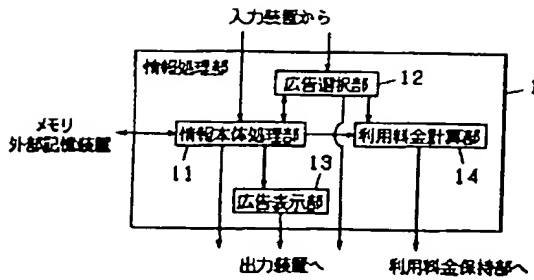 入力装置から
情報処理部
広告選択部
12
メモリ
外部記憶装置
情報本体処理部
利用料金計算部
11
13
14
広告表示部
出力装置へ
利用料金保持部へ